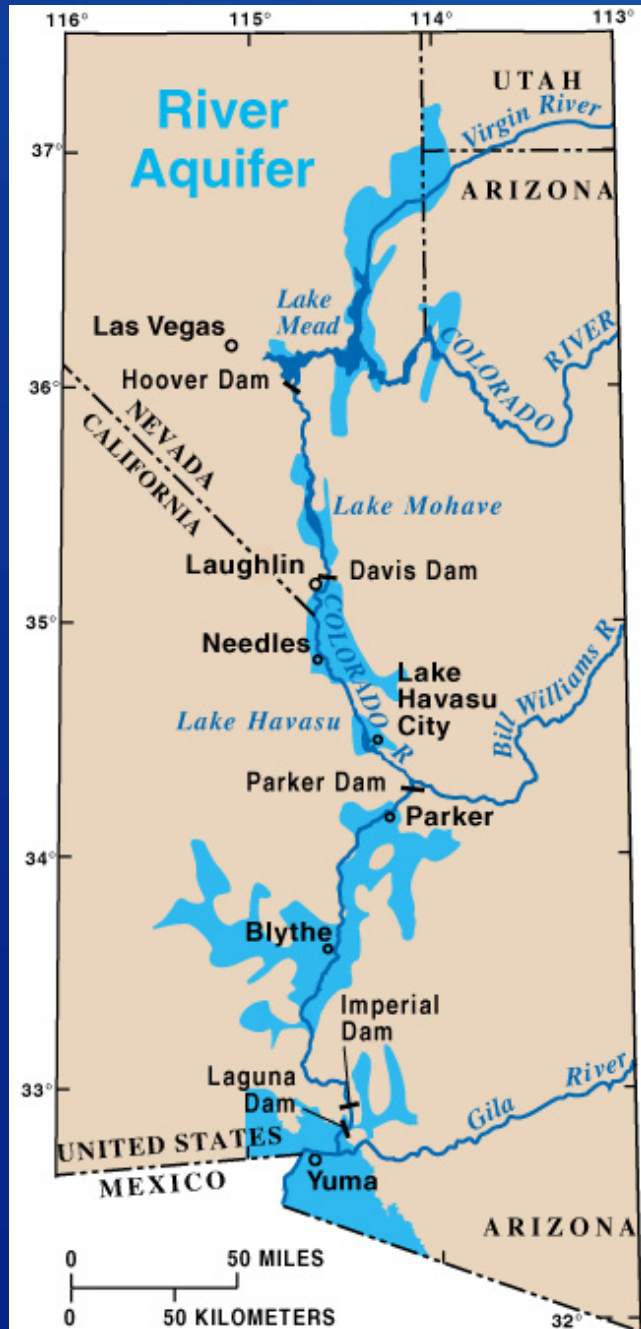 116°
115°
114°
113°
River
Aquifer
UTAH
Virgin River
37°
ARIZONA
Lake
Mead
Las Vegas
COLORADO
RIVER
36°
Hoover Dam
NEVADA
CALIFORNIA
Lake Mohave
Laughlin
Davis Dam
35°
COLORADO R
Needles
Lake
Havasu
City
Bill Williams R
Lake Havasu
Parker Dam
Parker
34°
Blythe
Imperial
Dam
Laguna
Dam
33°
Gila River
UNITED STATES
MEXICO
Yuma
ARIZONA
0 50 MILES
0 50 KILOMETERS
32°